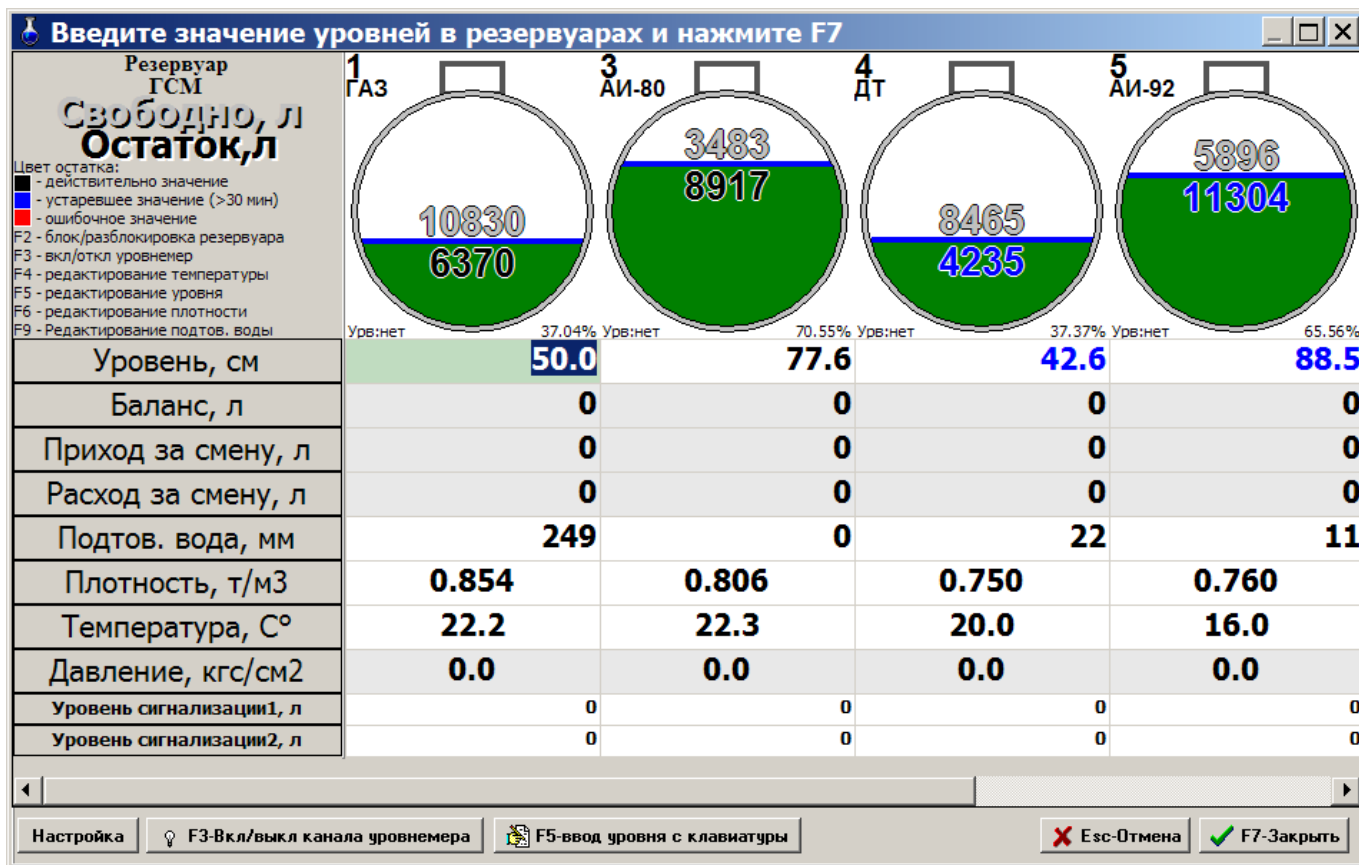 Введите значение уровней в резервуарах и нажмите F7
Резервуар
ГСМ
Свободно, л
Остаток,л
Цвет остатка:
- действительно значение
- устаревшее значение (>30 мин)
- ошибочное значение
F2 - блок/разблокировка резервуара
F3 - вкл/откл уровнемер
F4 - редактирование температуры
F5 - редактирование уровня
F6 - редактирование плотности
F9 - Редактирование подтов. воды
1
ГАЗ
10830
6370
Урв:нет 37.04%
3
АИ-80
3483
8917
Урв:нет 70.55%
4
ДТ
8465
4235
Урв:нет 37.37%
5
АИ-92
5896
11304
Урв:нет 65.56%
Уровень, см 50.0 77.6 42.6 88.5
Баланс, л 0 0 0 0
Приход за смену, л 0 0 0 0
Расход за смену, л 0 0 0 0
Подтов. вода, мм 249 0 22 11
Плотность, т/м3 0.854 0.806 0.750 0.760
Температура, С° 22.2 22.3 20.0 16.0
Давление, кгс/см2 0.0 0.0 0.0 0.0
Уровень сигнализации1, л 0 0 0 0
Уровень сигнализации2, л 0 0 0 0
Настройка F3-Вкл/выкл канала уровнемера F5-ввод уровня с клавиатуры Esc-Отмена F7-Закрыть